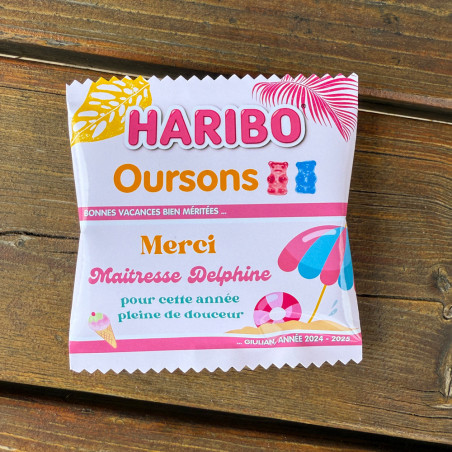 HARIBO
Oursons
BONNES VACANCES BIEN MÉRITÉES ...
Merci
Maîtresse Delphine
pour cette année
pleine de douceur
... GIULIAN, ANNÉE 2024 - 2025